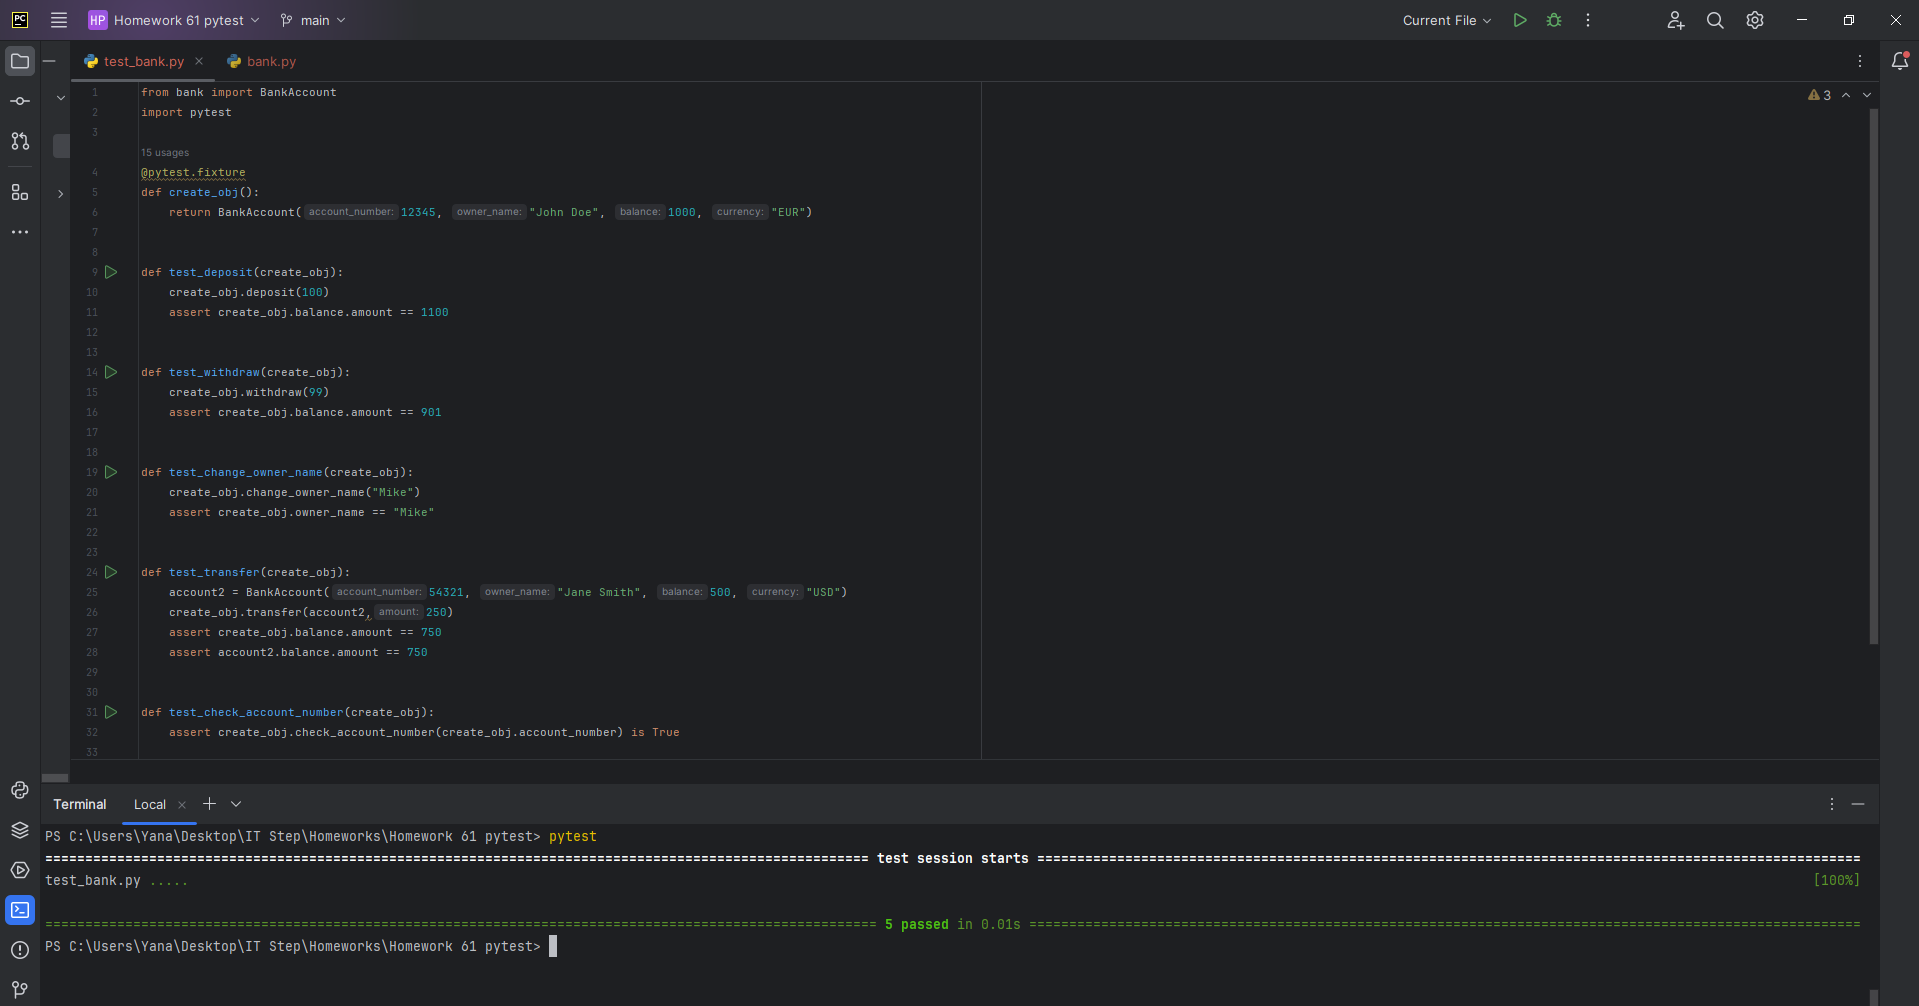 PC HP Homework 61 pytest main Current File
test_bank.py bank.py
1 from bank import BankAccount 3
2 import pytest
3
15 usages
4 @pytest.fixture
5 def create_obj():
6 return BankAccount( account_number: 12345, owner_name: "John Doe", balance: 1000, currency: "EUR")
7
8
9 def test_deposit(create_obj):
10 create_obj.deposit(100)
11 assert create_obj.balance.amount == 1100
12
13
14 def test_withdraw(create_obj):
15 create_obj.withdraw(99)
16 assert create_obj.balance.amount == 901
17
18
19 def test_change_owner_name(create_obj):
20 create_obj.change_owner_name("Mike")
21 assert create_obj.owner_name == "Mike"
22
23
24 def test_transfer(create_obj):
25 account2 = BankAccount( account_number: 54321, owner_name: "Jane Smith", balance: 500, currency: "USD")
26 create_obj.transfer(account2, amount: 250)
27 assert create_obj.balance.amount == 750
28 assert account2.balance.amount == 750
29
30
31 def test_check_account_number(create_obj):
32 assert create_obj.check_account_number(create_obj.account_number) is True
33
Terminal Local
PS C:\Users\Yana\Desktop\IT Step\Homeworks\Homework 61 pytest> pytest
======================================================================================================= test session starts =======================================================================================================
test_bank.py ..... [100%]
======================================================================================================== 5 passed in 0.01s ========================================================================================================
PS C:\Users\Yana\Desktop\IT Step\Homeworks\Homework 61 pytest>